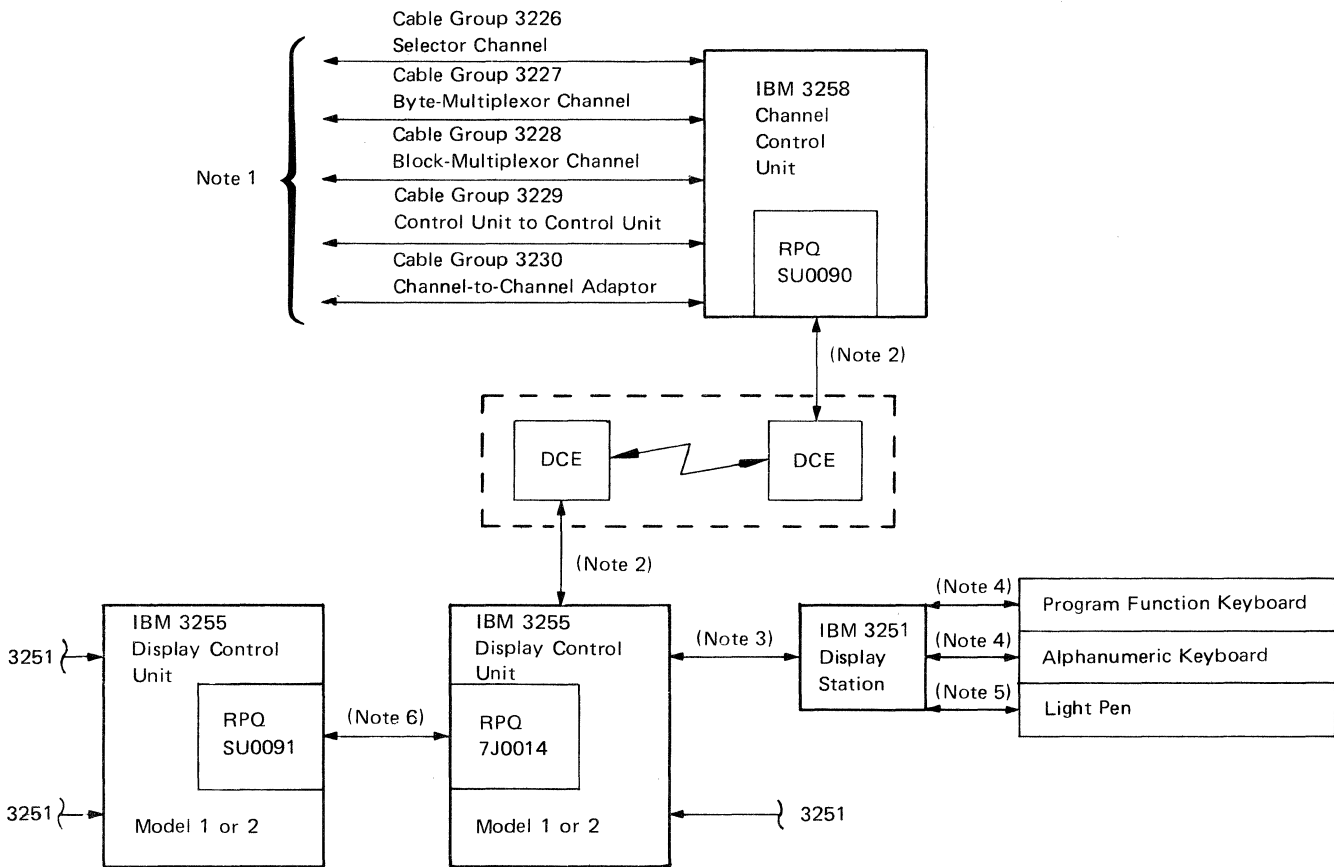 Cable Group 3226
Selector Channel
Cable Group 3227
Byte-Multiplexor Channel
Cable Group 3228
Block-Multiplexor Channel
Cable Group 3229
Control Unit to Control Unit
Cable Group 3230
Channel-to-Channel Adaptor
Note 1
IBM 3258
Channel
Control
Unit
RPQ
SU0090
(Note 2)
DCE
DCE
(Note 2)
IBM 3255
Display Control
Unit
3251
RPQ
SU0091
3251
Model 1 or 2
(Note 6)
IBM 3255
Display Control
Unit
RPQ
7J0014
Model 1 or 2
(Note 3)
3251
IBM 3251
Display
Station
(Note 4)
Program Function Keyboard
(Note 4)
Alphanumeric Keyboard
(Note 5)
Light Pen